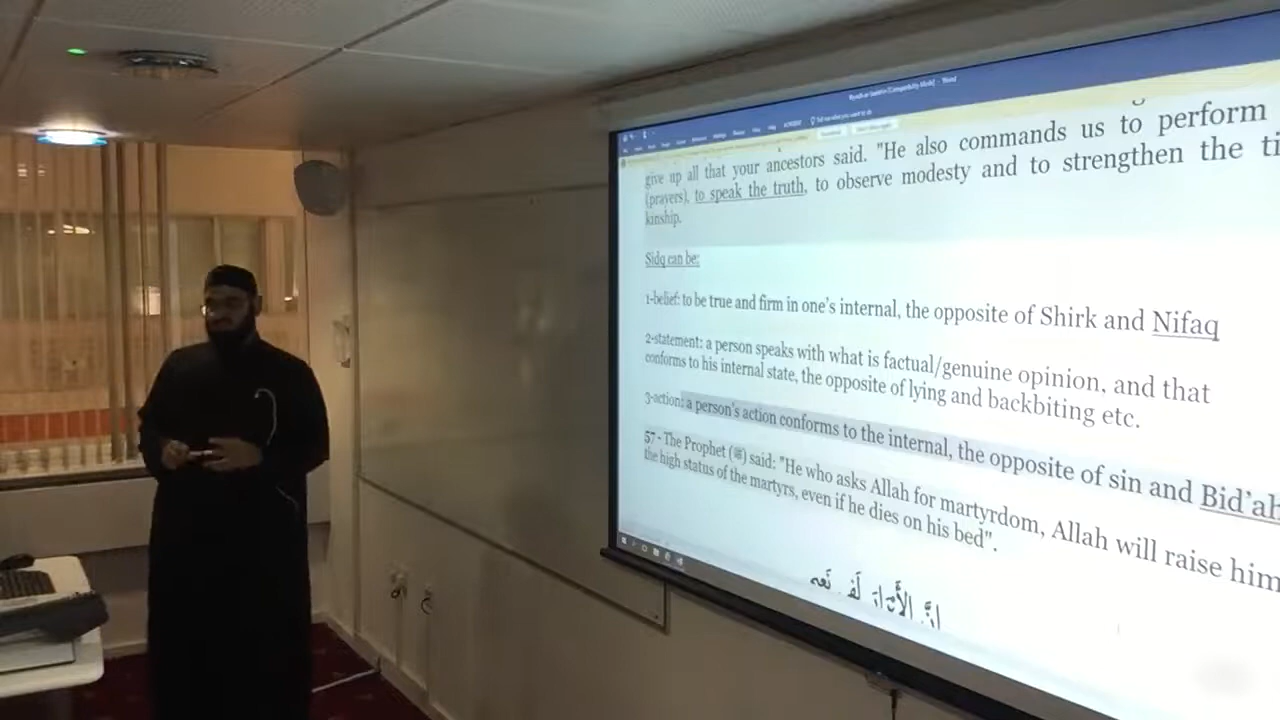 give up all that your ancestors said. "He also commands us to perform
(prayers), to speak the truth, to observe modesty and to strengthen the
kinship.
Sidq can be:
1-belief: to be true and firm in one's internal, the opposite of Shirk and Nifaq
2-statement: a person speaks with what is factual/genuine opinion, and that
conforms to his internal state, the opposite of lying and backbiting etc.
3-action: a person's action conforms to the internal, the opposite of sin and Bid'ah
57 - The Prophet (ﷺ) said: "He who asks Allah for martyrdom, Allah will raise him
the high status of the martyrs, even if he dies on his bed".